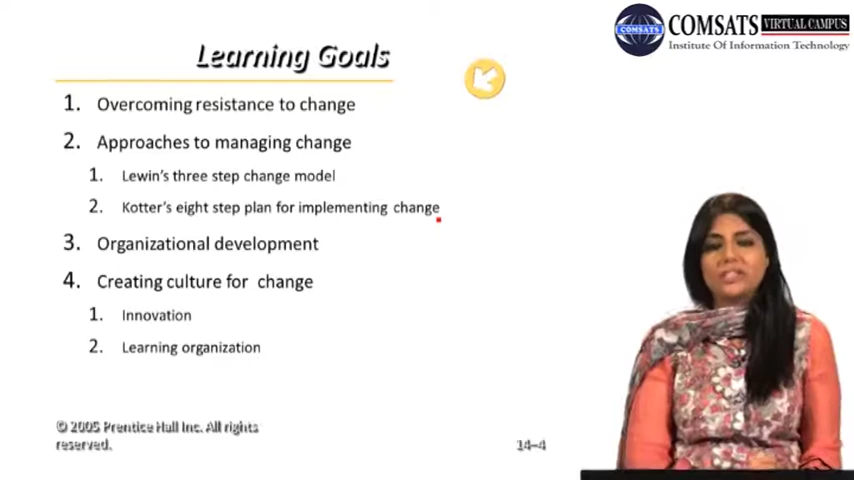 COMSATS VIRTUAL CAMPUS
COMSATS
Institute Of Information Technology
Learning Goals
1. Overcoming resistance to change
2. Approaches to managing change
1. Lewin's three step change model
2. Kotter's eight step plan for implementing change
3. Organizational development
4. Creating culture for change
1. Innovation
2. Learning organization
© 2005 Prentice Hall Inc. All rights
reserved.
14–4